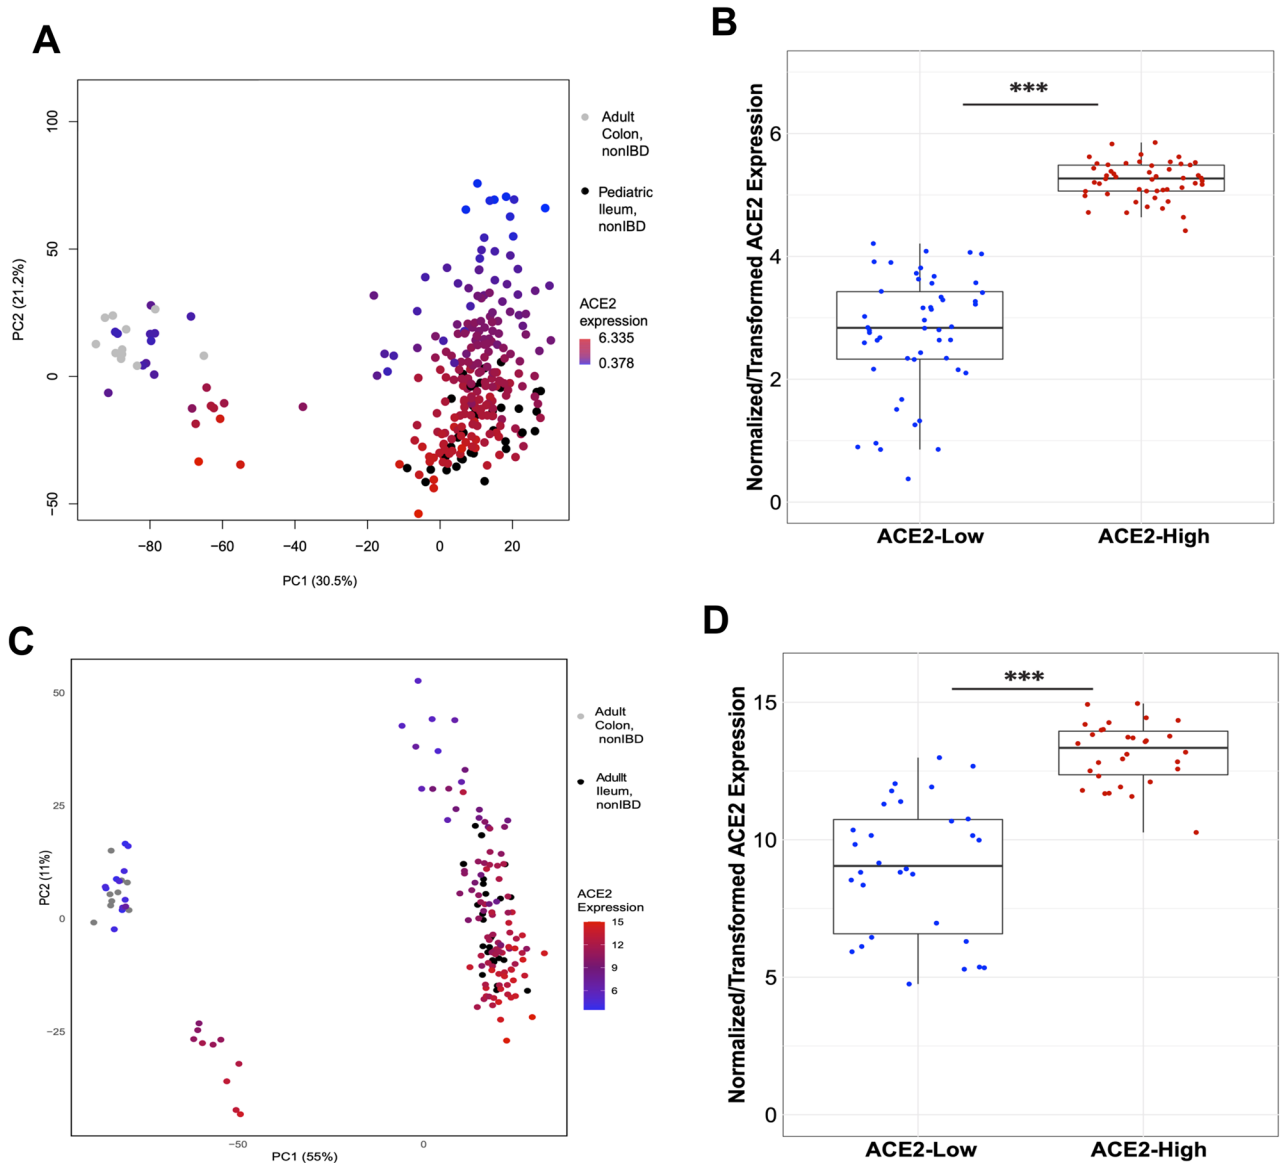 A
PC2 (21.2%)
100
50
0
−50
−80
−60
−40
−20
0
20
PC1 (30.5%)
Adult
Colon,
nonIBD
Pediatric
Ileum,
nonIBD
ACE2
expression
6.335
0.378
B
Normalized/Transformed ACE2 Expression
***
6
4
2
0
ACE2-Low
ACE2-High
C
PC2 (11%)
50
25
0
−25
−50
0
PC1 (55%)
Adult
Colon,
nonIBD
Adullt
Ileum,
nonIBD
ACE2
Expression
15
12
9
6
D
Normalized/Transformed ACE2 Expression
***
15
10
5
0
ACE2-Low
ACE2-High